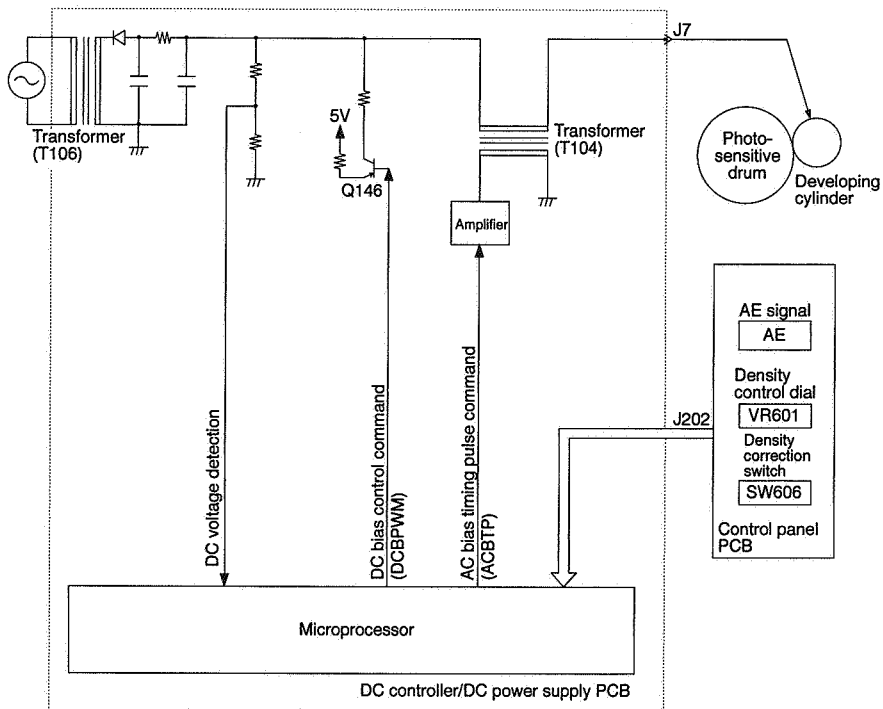 J7
Transformer
(T106)
5V
Q146
Transformer
(T104)
Photo-
sensitive
drum
Developing
cylinder
Amplifier
AE signal
AE
Density
control dial
VR601
J202
Density
correction
switch
SW606
Control panel
PCB
DC voltage detection
DC bias control command
(DCBPWM)
AC bias timing pulse command
(ACBTP)
Microprocessor
DC controller/DC power supply PCB